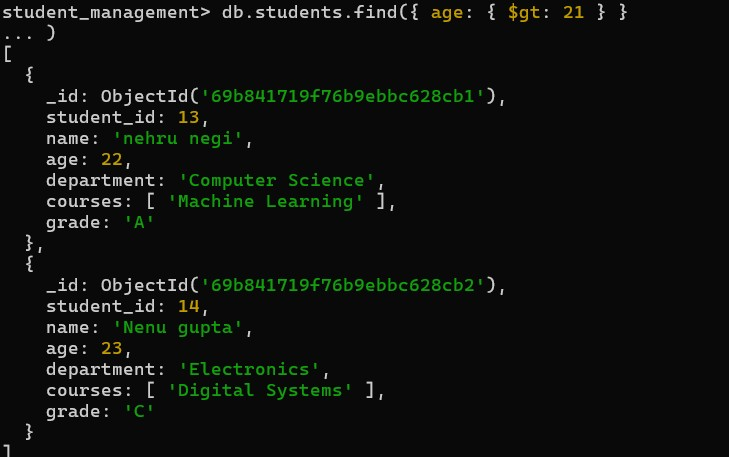 student_management> db.students.find({ age: { $gt: 21 } }
... )
[
  {
    _id: ObjectId('69b841719f76b9ebbc628cb1'),
    student_id: 13,
    name: 'nehru negi',
    age: 22,
    department: 'Computer Science',
    courses: [ 'Machine Learning' ],
    grade: 'A'
  },
  {
    _id: ObjectId('69b841719f76b9ebbc628cb2'),
    student_id: 14,
    name: 'Nenu gupta',
    age: 23,
    department: 'Electronics',
    courses: [ 'Digital Systems' ],
    grade: 'C'
  }
]